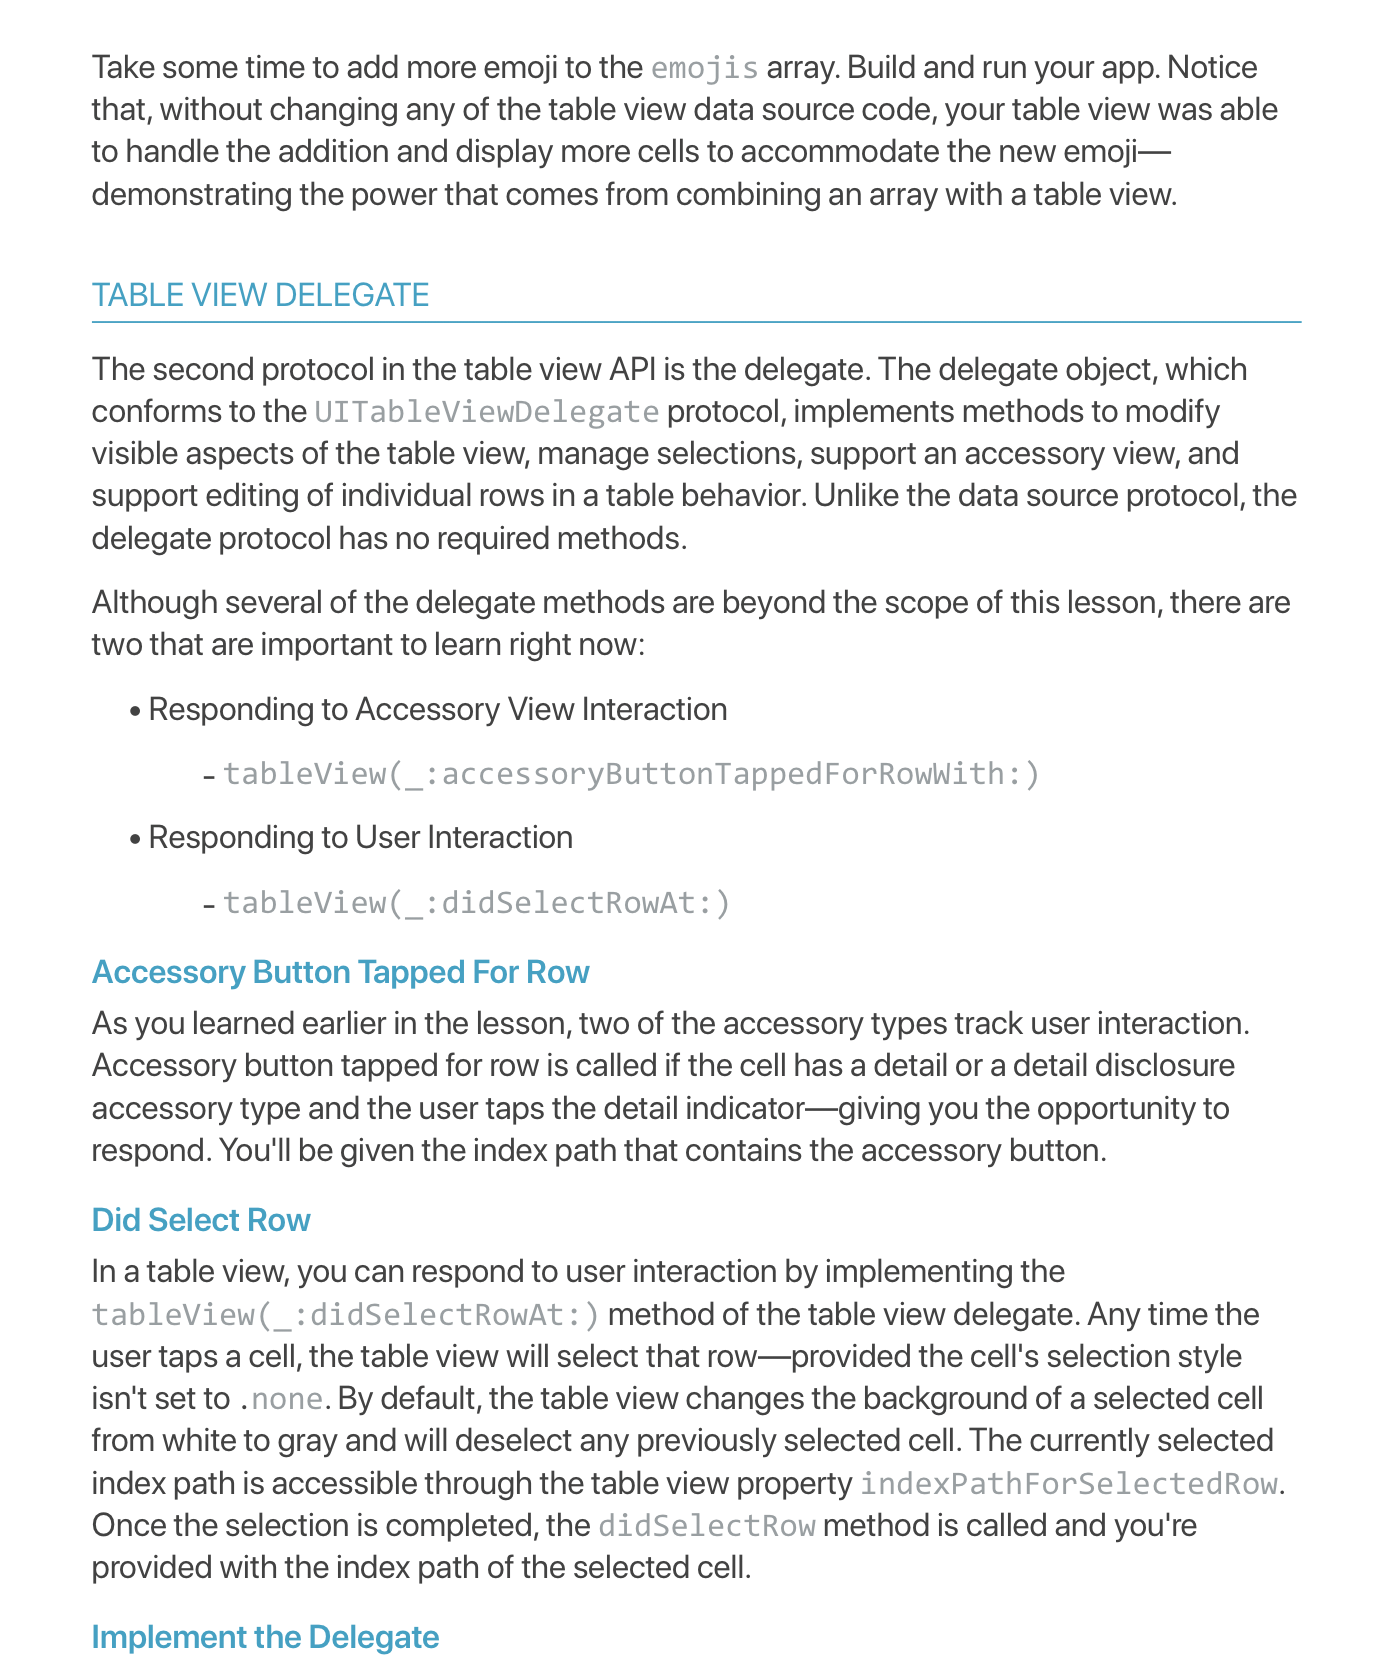 Take some time to add more emoji to the emojis array. Build and run your app. Notice
that, without changing any of the table view data source code, your table view was able
to handle the addition and display more cells to accommodate the new emoji—
demonstrating the power that comes from combining an array with a table view.
TABLE VIEW DELEGATE
The second protocol in the table view API is the delegate. The delegate object, which
conforms to the UITableViewDelegate protocol, implements methods to modify
visible aspects of the table view, manage selections, support an accessory view, and
support editing of individual rows in a table behavior. Unlike the data source protocol, the
delegate protocol has no required methods.
Although several of the delegate methods are beyond the scope of this lesson, there are
two that are important to learn right now:
• Responding to Accessory View Interaction
- tableView(_:accessoryButtonTappedForRowWith:)
• Responding to User Interaction
- tableView(_:didSelectRowAt:)
Accessory Button Tapped For Row
As you learned earlier in the lesson, two of the accessory types track user interaction.
Accessory button tapped for row is called if the cell has a detail or a detail disclosure
accessory type and the user taps the detail indicator—giving you the opportunity to
respond. You'll be given the index path that contains the accessory button.
Did Select Row
In a table view, you can respond to user interaction by implementing the
tableView(_:didSelectRowAt:) method of the table view delegate. Any time the
user taps a cell, the table view will select that row—provided the cell's selection style
isn't set to .none. By default, the table view changes the background of a selected cell
from white to gray and will deselect any previously selected cell. The currently selected
index path is accessible through the table view property indexPathForSelectedRow.
Once the selection is completed, the didSelectRow method is called and you're
provided with the index path of the selected cell.
Implement the Delegate